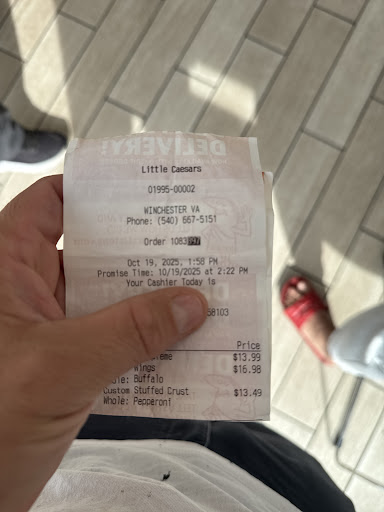 DELIVERY!
Little Caesars
01995-00002
WINCHESTER VA
Phone: (540) 667-5151
Order 1083397
Oct 19, 2025, 1:58 PM
Promise Time: 10/19/2025 at 2:22 PM
Your Cashier Today is
68103
Price
$13.99
Wings $16.98
Buffalo
Custom Stuffed Crust $13.49
Whole: Pepperoni